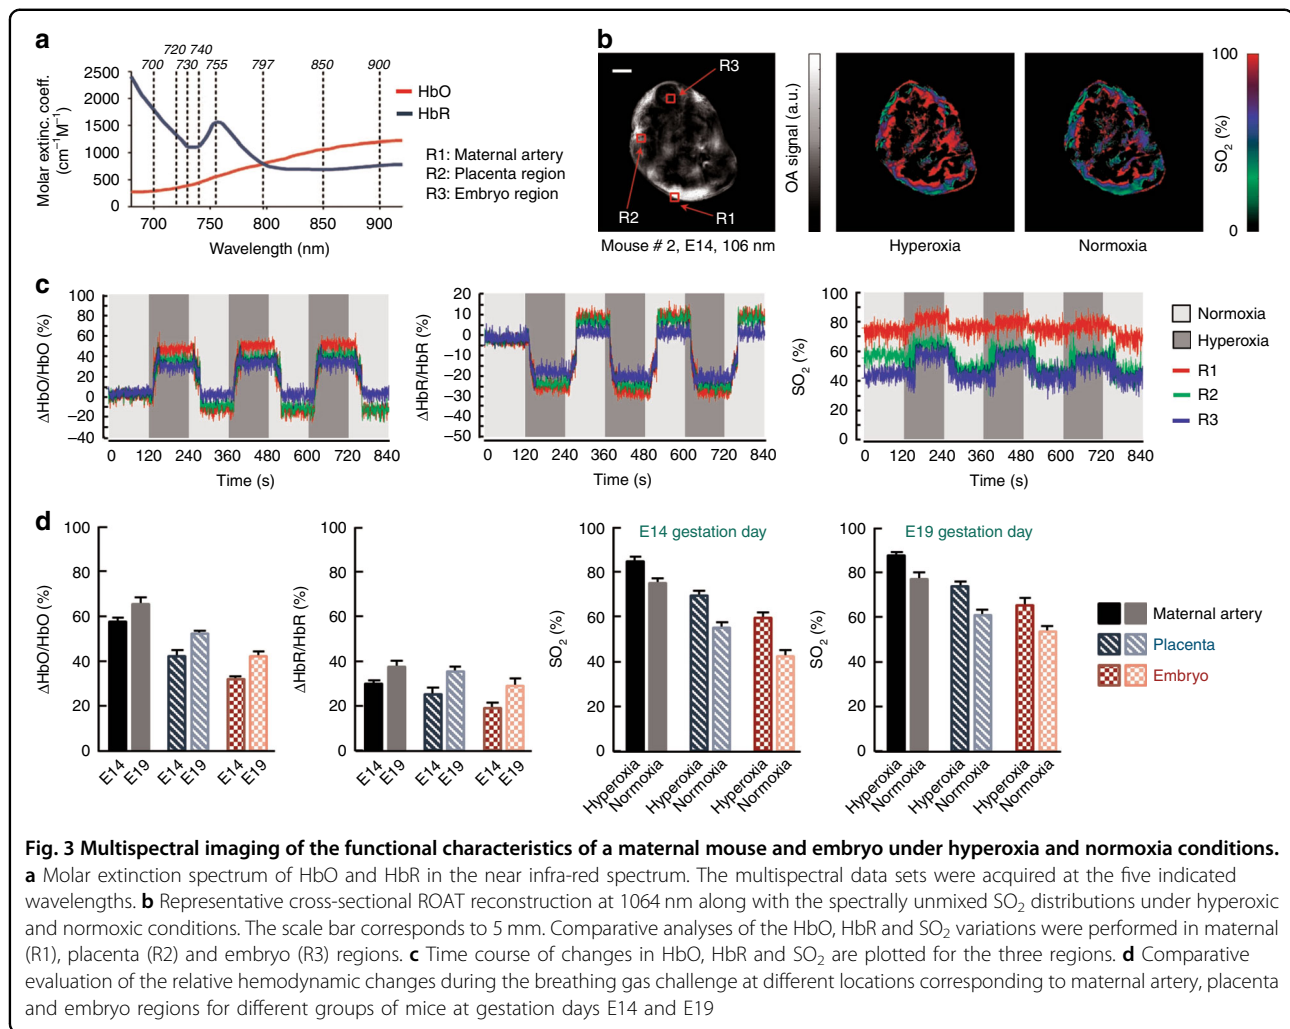 a
720 740
700 730 755 797 850 900
2500
2000
1500
1000
500
0
Molar extinc. coeff.
(cm⁻¹M⁻¹)
HbO
HbR
R1: Maternal artery
R2: Placenta region
R3: Embryo region
700 750 800 850 900
Wavelength (nm)
b
R3
R2
R1
Mouse # 2, E14, 106 nm
OA signal (a.u.)
Hyperoxia
Normoxia
100
SO₂ (%)
0
c
ΔHbO/HbO (%)
100
80
60
40
20
0
−20
−40
0 120 240 360 480 600 720 840
Time (s)
ΔHbR/HbR (%)
20
10
0
−10
−20
−30
−40
−50
0 120 240 360 480 600 720 840
Time (s)
SO₂ (%)
100
80
60
40
20
0
0 120 240 360 480 600 720 840
Time (s)
Normoxia
Hyperoxia
R1
R2
R3
d
ΔHbO/HbO (%)
100
80
60
40
20
0
E14 E19 E14 E19 E14 E19
ΔHbR/HbR (%)
100
80
60
40
20
0
E14 E19 E14 E19 E14 E19
E14 gestation day
SO₂ (%)
100
80
60
40
20
0
Hyperoxia Normoxia Hyperoxia Normoxia Hyperoxia Normoxia
E19 gestation day
SO₂ (%)
100
80
60
40
20
0
Hyperoxia Normoxia Hyperoxia Normoxia Hyperoxia Normoxia
Maternal artery
Placenta
Embryo
Fig. 3 Multispectral imaging of the functional characteristics of a maternal mouse and embryo under hyperoxia and normoxia conditions.
a Molar extinction spectrum of HbO and HbR in the near infra-red spectrum. The multispectral data sets were acquired at the five indicated
wavelengths. b Representative cross-sectional ROAT reconstruction at 1064 nm along with the spectrally unmixed SO₂ distributions under hyperoxic
and normoxic conditions. The scale bar corresponds to 5 mm. Comparative analyses of the HbO, HbR and SO₂ variations were performed in maternal
(R1), placenta (R2) and embryo (R3) regions. c Time course of changes in HbO, HbR and SO₂ are plotted for the three regions. d Comparative
evaluation of the relative hemodynamic changes during the breathing gas challenge at different locations corresponding to maternal artery, placenta
and embryo regions for different groups of mice at gestation days E14 and E19